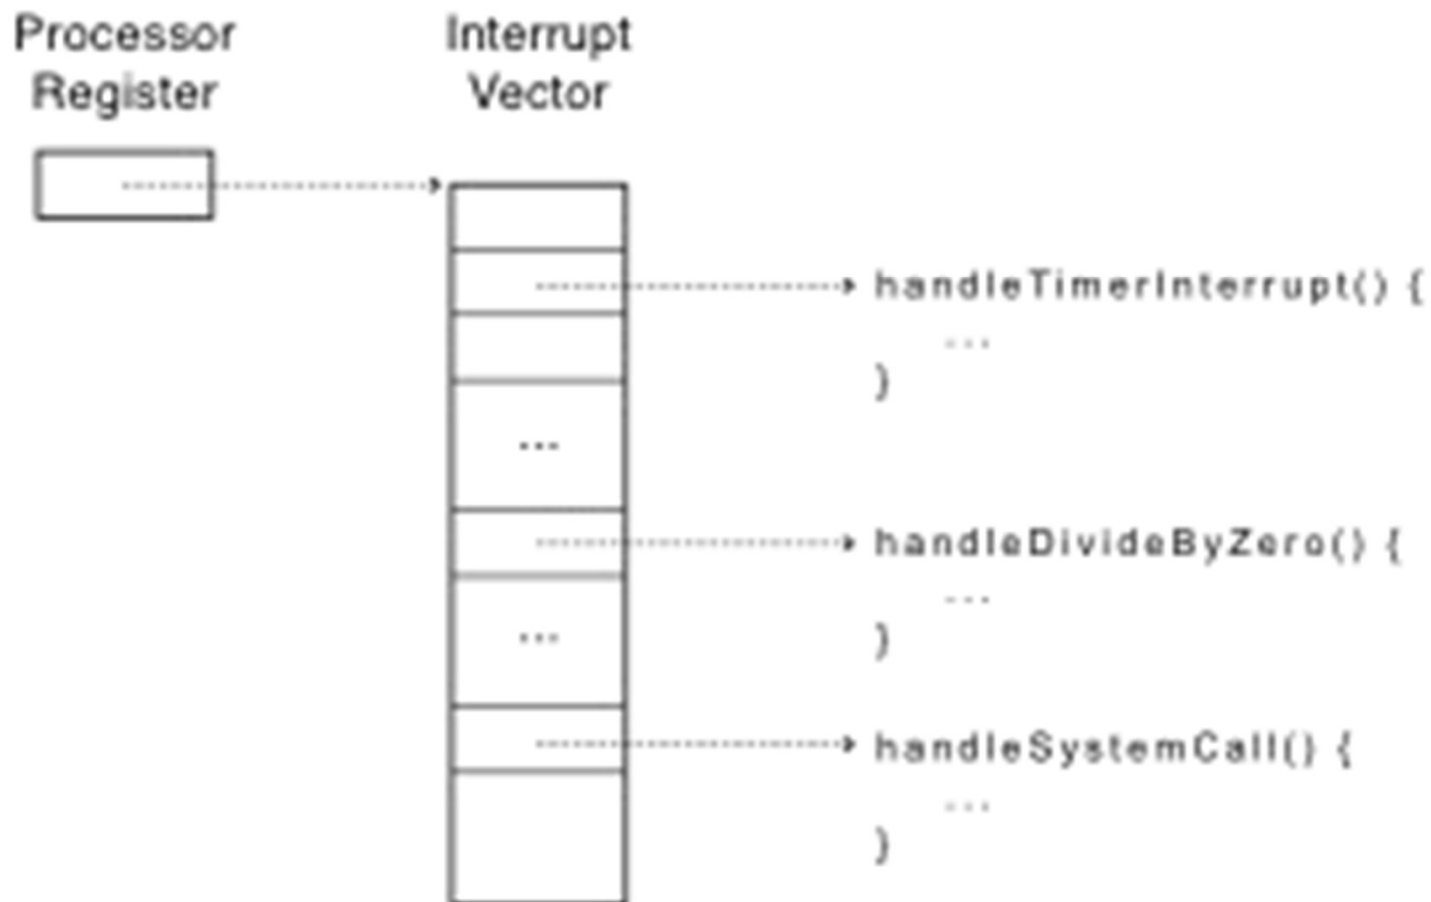 Processor
Register
Interrupt
Vector
handleTimerInterrupt() {
...
}
...
handleDivideByZero() {
...
}
...
handleSystemCall() {
...
}